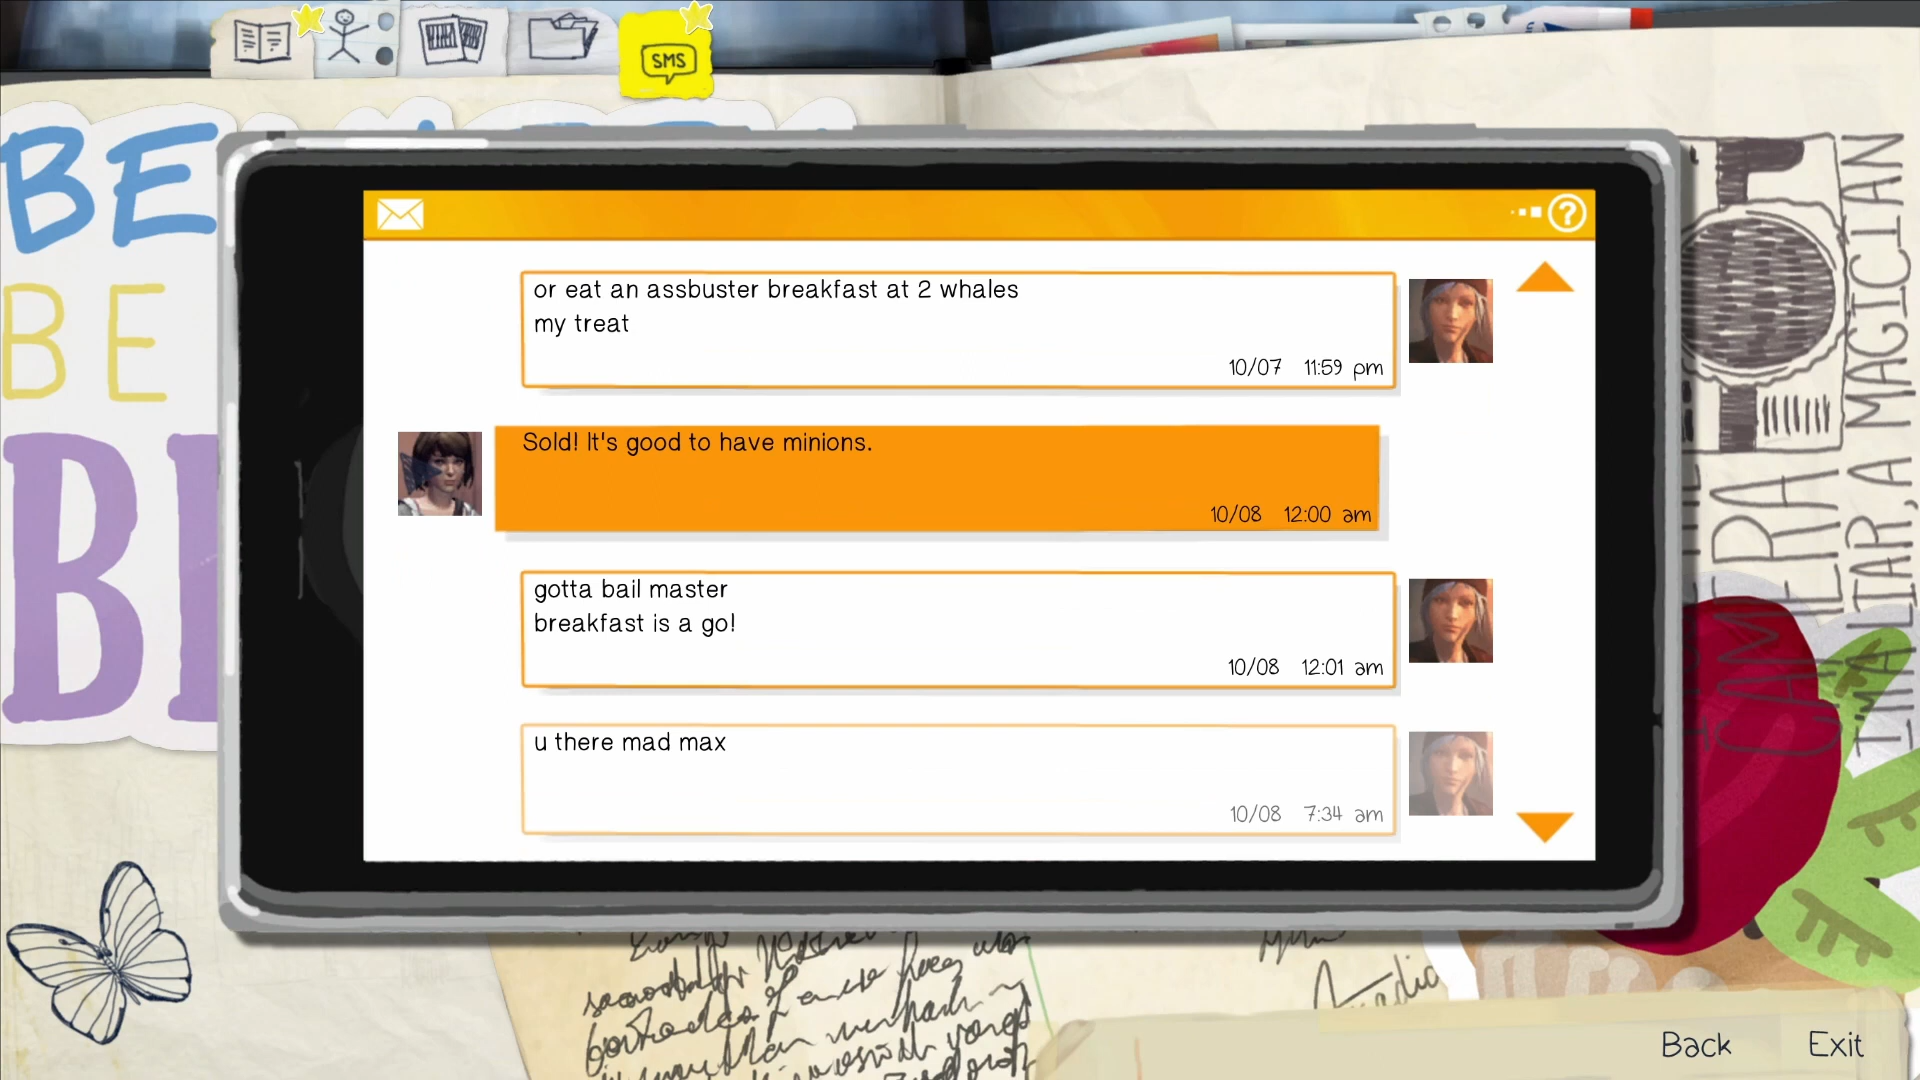 SMS
BE
BE
or eat an assbuster breakfast at 2 whales
my treat
10/07 11:59 pm
Sold! It's good to have minions.
10/08 12:00 am
gotta bail master
breakfast is a go!
10/08 12:01 am
u there mad max
10/08 7:34 am
CAMERA
I'M A LIAR, A MAGICIAN
Back
Exit